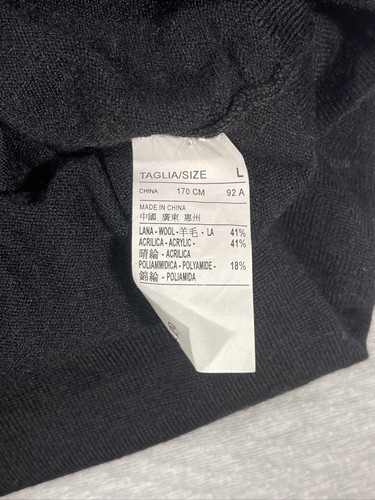 TAGLIA/SIZE L
CHINA 170 CM 92 A
MADE IN CHINA
中國 廣東 惠州
LANA - WOOL - 羊毛 - LA 41%
ACRILICA - ACRYLIC - 41%
晴綸 - ACRILICA
POLIAMMIDICA - POLYAMIDE - 18%
錦綸 - POLIAMIDA